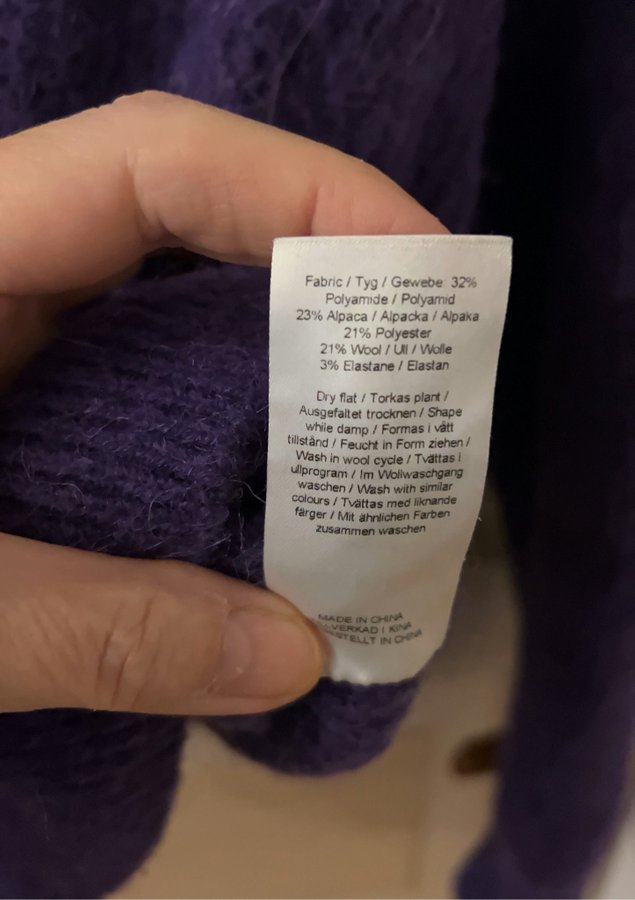 Fabric / Tyg / Gewebe: 32%
Polyamide / Polyamid
23% Alpaca / Alpacka / Alpaka
21% Polyester
21% Wool / Ull / Wolle
3% Elastane / Elastan
Dry flat / Torkas plant /
Ausgefaltet trocknen / Shape
while damp / Formas i vått
tillstånd / Feucht in Form ziehen /
Wash in wool cycle / Tvättas i
ullprogram / Im Wollwaschgang
waschen / Wash with similar
colours / Tvättas med liknande
färger / Mit ähnlichen Farben
zusammen waschen
MADE IN CHINA
I KINA
IN CHINA